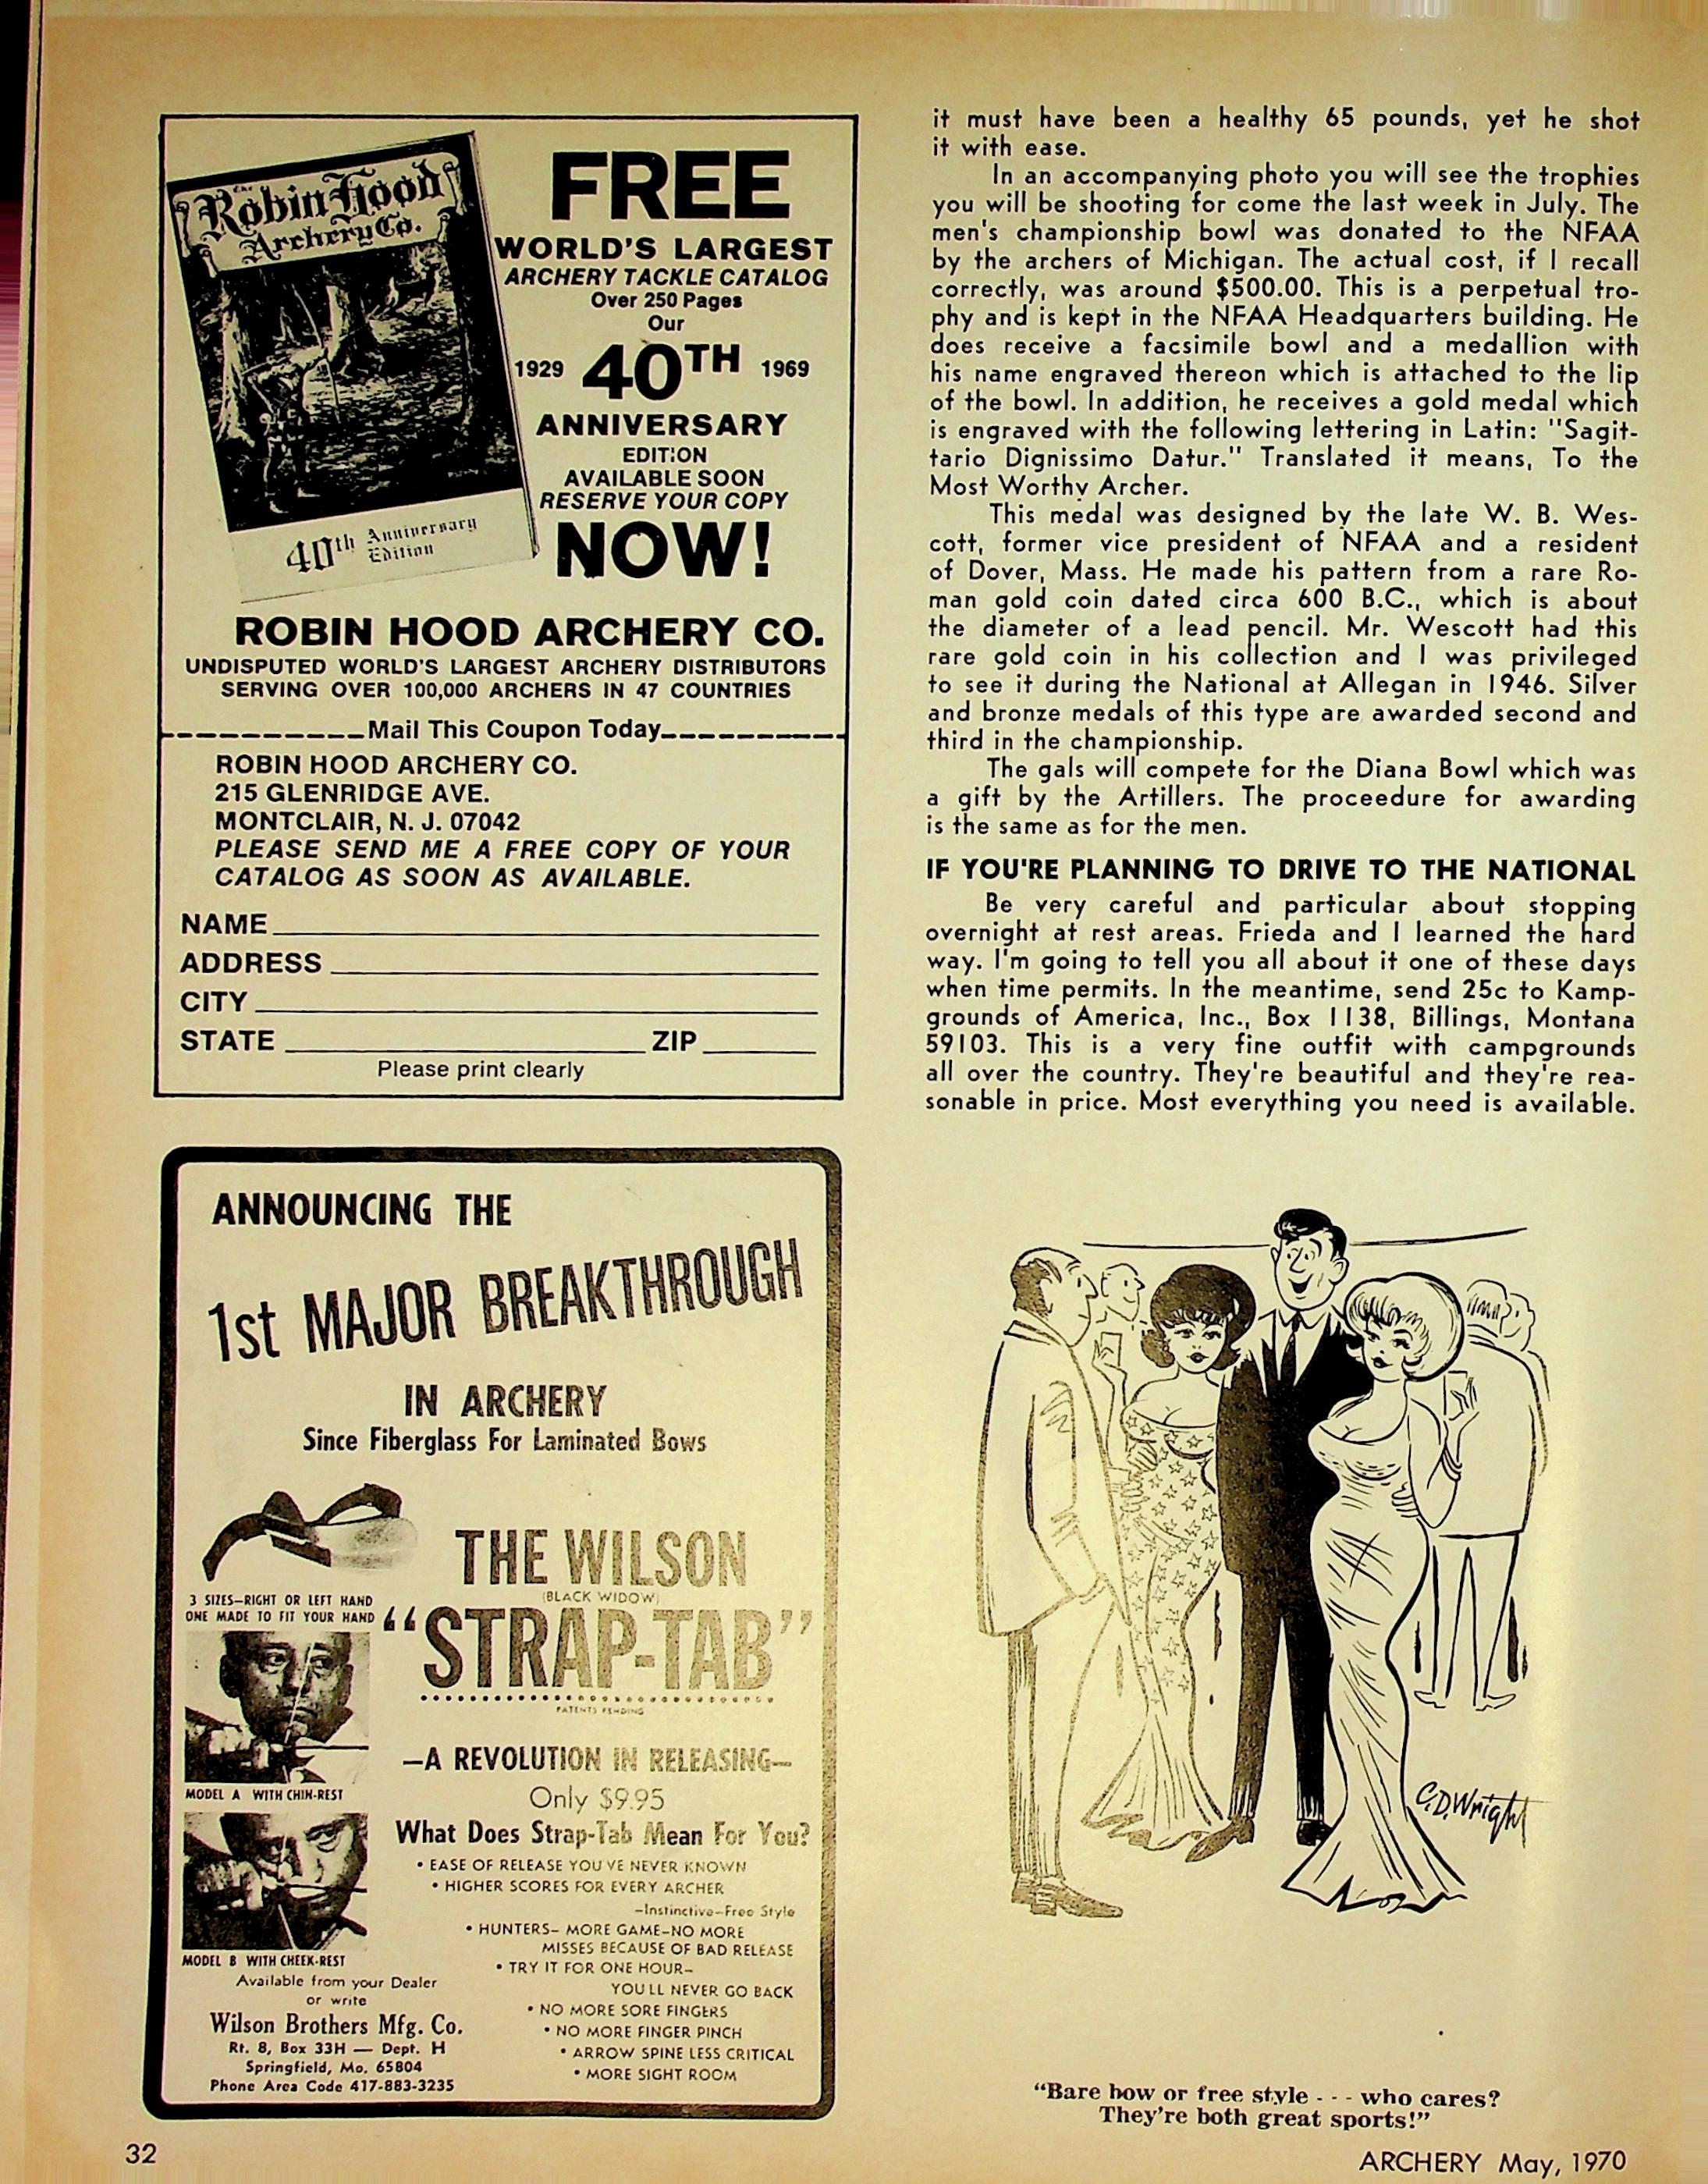 the
Robin Hood
Archery Co.
40th Anniversary
Edition
FREE
WORLD'S LARGEST
ARCHERY TACKLE CATALOG
Over 250 Pages
Our
1929 40TH 1969
ANNIVERSARY
EDITION
AVAILABLE SOON
RESERVE YOUR COPY
NOW!
ROBIN HOOD ARCHERY CO.
UNDISPUTED WORLD'S LARGEST ARCHERY DISTRIBUTORS
SERVING OVER 100,000 ARCHERS IN 47 COUNTRIES
Mail This Coupon Today
ROBIN HOOD ARCHERY CO.
215 GLENRIDGE AVE.
MONTCLAIR, N. J. 07042
PLEASE SEND ME A FREE COPY OF YOUR
CATALOG AS SOON AS AVAILABLE.
NAME
ADDRESS
CITY
STATE ZIP
Please print clearly
ANNOUNCING THE
1st MAJOR BREAKTHROUGH
IN ARCHERY
Since Fiberglass For Laminated Bows
3 SIZES—RIGHT OR LEFT HAND
ONE MADE TO FIT YOUR HAND
THE WILSON
(BLACK WIDOW)
"STRAP-TAB"
PATENTS PENDING
MODEL A WITH CHIN-REST
MODEL B WITH CHEEK-REST
—A REVOLUTION IN RELEASING—
Only $9.95
What Does Strap-Tab Mean For You?
• EASE OF RELEASE YOU'VE NEVER KNOWN
• HIGHER SCORES FOR EVERY ARCHER
—Instinctive—Free Style
• HUNTERS— MORE GAME—NO MORE
MISSES BECAUSE OF BAD RELEASE
• TRY IT FOR ONE HOUR—
YOU'LL NEVER GO BACK
• NO MORE SORE FINGERS
• NO MORE FINGER PINCH
• ARROW SPINE LESS CRITICAL
• MORE SIGHT ROOM
Available from your Dealer
or write
Wilson Brothers Mfg. Co.
Rt. 8, Box 33H — Dept. H
Springfield, Mo. 65804
Phone Area Code 417-883-3235
it must have been a healthy 65 pounds, yet he shot
it with ease.
In an accompanying photo you will see the trophies
you will be shooting for come the last week in July. The
men's championship bowl was donated to the NFAA
by the archers of Michigan. The actual cost, if I recall
correctly, was around $500.00. This is a perpetual tro-
phy and is kept in the NFAA Headquarters building. He
does receive a facsimile bowl and a medallion with
his name engraved thereon which is attached to the lip
of the bowl. In addition, he receives a gold medal which
is engraved with the following lettering in Latin: "Sagit-
tario Dignissimo Datur." Translated it means, To the
Most Worthy Archer.
This medal was designed by the late W. B. Wes-
cott, former vice president of NFAA and a resident
of Dover, Mass. He made his pattern from a rare Ro-
man gold coin dated circa 600 B.C., which is about
the diameter of a lead pencil. Mr. Wescott had this
rare gold coin in his collection and I was privileged
to see it during the National at Allegan in 1946. Silver
and bronze medals of this type are awarded second and
third in the championship.
The gals will compete for the Diana Bowl which was
a gift by the Artillers. The proceedure for awarding
is the same as for the men.
IF YOU'RE PLANNING TO DRIVE TO THE NATIONAL
Be very careful and particular about stopping
overnight at rest areas. Frieda and I learned the hard
way. I'm going to tell you all about it one of these days
when time permits. In the meantime, send 25c to Kamp-
grounds of America, Inc., Box 1138, Billings, Montana
59103. This is a very fine outfit with campgrounds
all over the country. They're beautiful and they're rea-
sonable in price. Most everything you need is available.
C.D.Wright
"Bare bow or free style - - - who cares?
They're both great sports!"
32
ARCHERY May, 1970